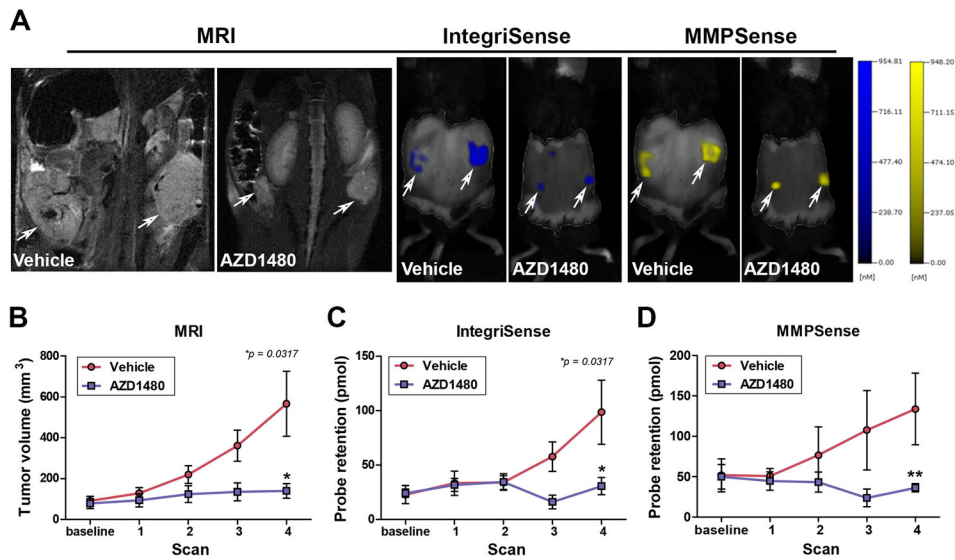 A
MRI
IntegriSense
MMPSense
Vehicle
AZD1480
Vehicle
AZD1480
Vehicle
AZD1480
954.81
716.11
477.40
238.70
0.00
[nM]
948.20
711.15
474.10
237.05
0.00
[nM]
B
MRI
*p = 0.0317
Vehicle
AZD1480
Tumor volume (mm³)
800
600
400
200
0
*
baseline 1 2 3 4
Scan
C
IntegriSense
*p = 0.0317
Vehicle
AZD1480
Probe retention (pmol)
150
100
50
0
*
baseline 1 2 3 4
Scan
D
MMPSense
Vehicle
AZD1480
Probe retention (pmol)
200
150
100
50
0
**
baseline 1 2 3 4
Scan